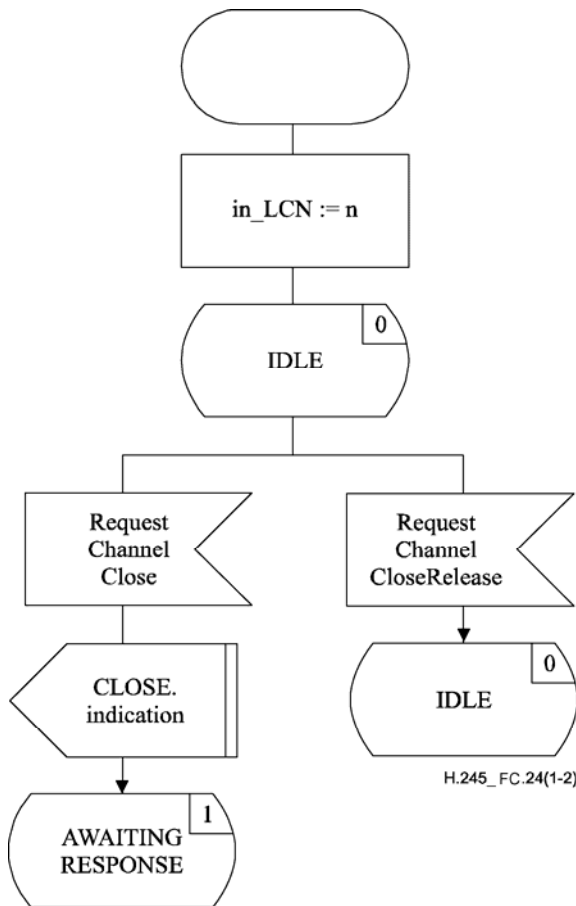 in_LCN := n
0
IDLE
Request
Channel
Close
Request
Channel
CloseRelease
CLOSE.
indication
0
IDLE
H.245_FC.24(1-2)
1
AWAITING
RESPONSE